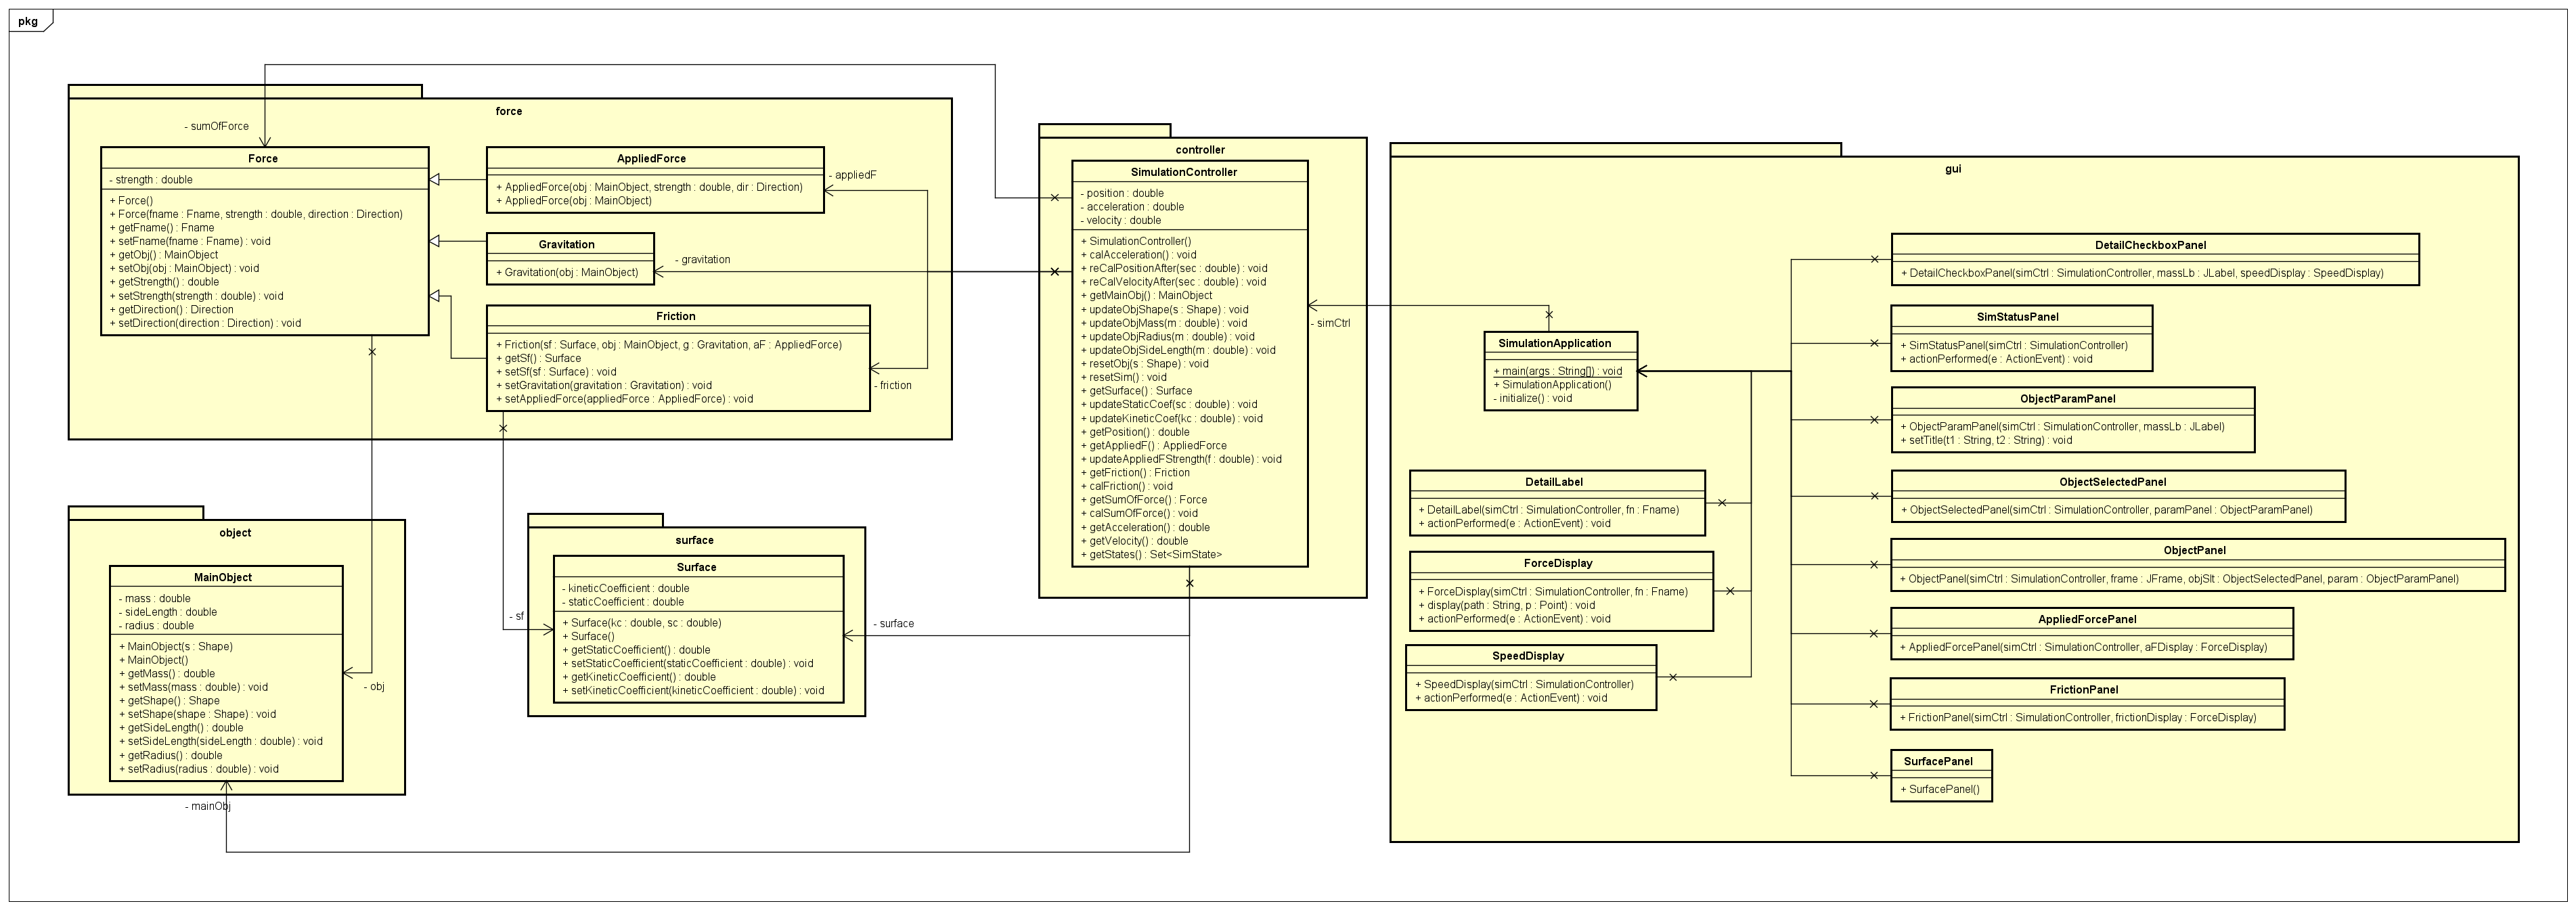 pkg
force
- sumOfForce
Force
- strength : double
+ Force()
+ Force(fname : Fname, strength : double, direction : Direction)
+ getFname() : Fname
+ setFname(fname : Fname) : void
+ getObj() : MainObject
+ setObj(obj : MainObject) : void
+ getStrength() : double
+ setStrength(strength : double) : void
+ getDirection() : Direction
+ setDirection(direction : Direction) : void
AppliedForce
+ AppliedForce(obj : MainObject, strength : double, dir : Direction)
+ AppliedForce(obj : MainObject)
- appliedF
Gravitation
+ Gravitation(obj : MainObject)
- gravitation
Friction
+ Friction(sf : Surface, obj : MainObject, g : Gravitation, aF : AppliedForce)
+ getSf() : Surface
+ setSf(sf : Surface) : void
+ setGravitation(gravitation : Gravitation) : void
+ setAppliedForce(appliedForce : AppliedForce) : void
- friction
object
MainObject
- mass : double
- sideLength : double
- radius : double
+ MainObject(s : Shape)
+ MainObject()
+ getMass() : double
+ setMass(mass : double) : void
+ getShape() : Shape
+ setShape(shape : Shape) : void
+ getSideLength() : double
+ setSideLength(sideLength : double) : void
+ getRadius() : double
+ setRadius(radius : double) : void
- obj
- mainObj
surface
Surface
- kineticCoefficient : double
- staticCoefficient : double
+ Surface(kc : double, sc : double)
+ Surface()
+ getStaticCoefficient() : double
+ setStaticCoefficient(staticCoefficient : double) : void
+ getKineticCoefficient() : double
+ setKineticCoefficient(kineticCoefficient : double) : void
- sf
- surface
controller
SimulationController
- position : double
- acceleration : double
- velocity : double
+ SimulationController()
+ calAcceleration() : void
+ reCalPositionAfter(sec : double) : void
+ reCalVelocityAfter(sec : double) : void
+ getMainObj() : MainObject
+ updateObjShape(s : Shape) : void
+ updateObjMass(m : double) : void
+ updateObjRadius(m : double) : void
+ updateObjSideLength(m : double) : void
+ resetObj(s : Shape) : void
+ resetSim() : void
+ getSurface() : Surface
+ updateStaticCoef(sc : double) : void
+ updateKineticCoef(kc : double) : void
+ getPosition() : double
+ getAppliedF() : AppliedForce
+ updateAppliedFStrength(f : double) : void
+ getFriction() : Friction
+ calFriction() : void
+ getSumOfForce() : Force
+ calSumOfForce() : void
+ getAcceleration() : double
+ getVelocity() : double
+ getStates() : Set<SimState>
- simCtrl
gui
SimulationApplication
+ main(args : String[]) : void
+ SimulationApplication()
- initialize() : void
DetailLabel
+ DetailLabel(simCtrl : SimulationController, fn : Fname)
+ actionPerformed(e : ActionEvent) : void
ForceDisplay
+ ForceDisplay(simCtrl : SimulationController, fn : Fname)
+ display(path : String, p : Point) : void
+ actionPerformed(e : ActionEvent) : void
SpeedDisplay
+ SpeedDisplay(simCtrl : SimulationController)
+ actionPerformed(e : ActionEvent) : void
DetailCheckboxPanel
+ DetailCheckboxPanel(simCtrl : SimulationController, massLb : JLabel, speedDisplay : SpeedDisplay)
SimStatusPanel
+ SimStatusPanel(simCtrl : SimulationController)
+ actionPerformed(e : ActionEvent) : void
ObjectParamPanel
+ ObjectParamPanel(simCtrl : SimulationController, massLb : JLabel)
+ setTitle(t1 : String, t2 : String) : void
ObjectSelectedPanel
+ ObjectSelectedPanel(simCtrl : SimulationController, paramPanel : ObjectParamPanel)
ObjectPanel
+ ObjectPanel(simCtrl : SimulationController, frame : JFrame, objSlt : ObjectSelectedPanel, param : ObjectParamPanel)
AppliedForcePanel
+ AppliedForcePanel(simCtrl : SimulationController, aFDisplay : ForceDisplay)
FrictionPanel
+ FrictionPanel(simCtrl : SimulationController, frictionDisplay : ForceDisplay)
SurfacePanel
+ SurfacePanel()